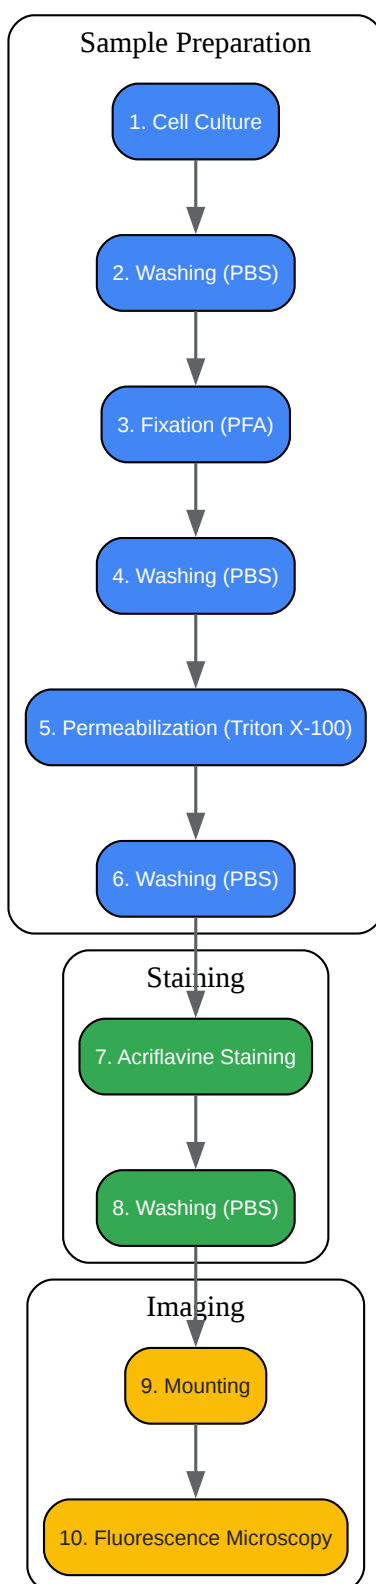 Sample Preparation
1. Cell Culture
2. Washing (PBS)
3. Fixation (PFA)
4. Washing (PBS)
5. Permeabilization (Triton X-100)
6. Washing (PBS)
Staining
7. Acriflavine Staining
8. Washing (PBS)
Imaging
9. Mounting
10. Fluorescence Microscopy